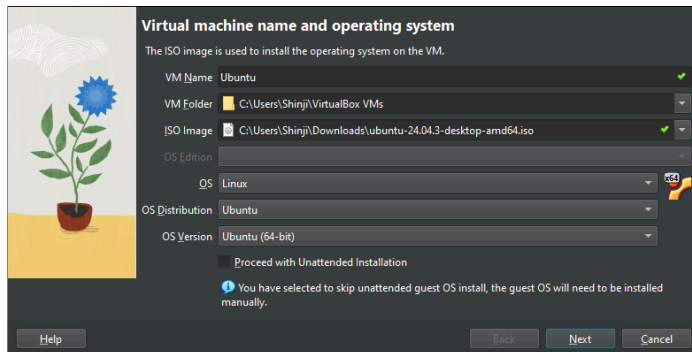 Virtual machine name and operating system
The ISO image is used to install the operating system on the VM.
VM Name Ubuntu
VM Folder C:\Users\Shinji\VirtualBox VMs
ISO Image C:\Users\Shinji\Downloads\ubuntu-24.04.3-desktop-amd64.iso
OS Edition
OS Linux
x64
OS Distribution Ubuntu
OS Version Ubuntu (64-bit)
Proceed with Unattended Installation
You have selected to skip unattended guest OS install, the guest OS will need to be installed
manually.
Help Back Next Cancel